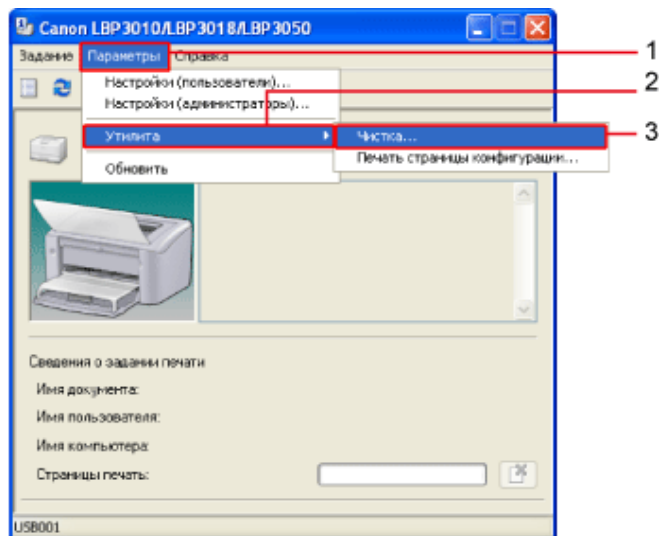 Canon LBP3010/LBP3018/LBP3050
1
Задание Параметры Справка
2
Настройки (пользователи)...
Настройки (администраторы)...
Утилита
Чистка...
3
Печать страницы конфигурации...
Обновить
Сведения о задании печати
Имя документа:
Имя пользователя:
Имя компьютера:
Страницы печать:
USB001